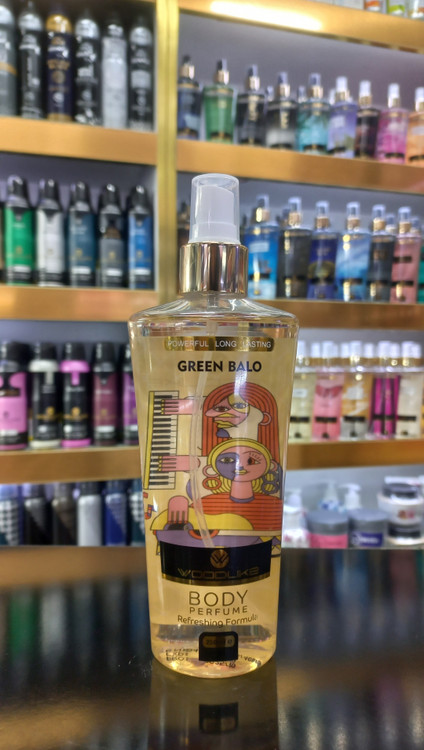 POWERFUL LONG LASTING
GREEN BALO
WOODLIKE
BODY
PERFUME
Refreshing Formula